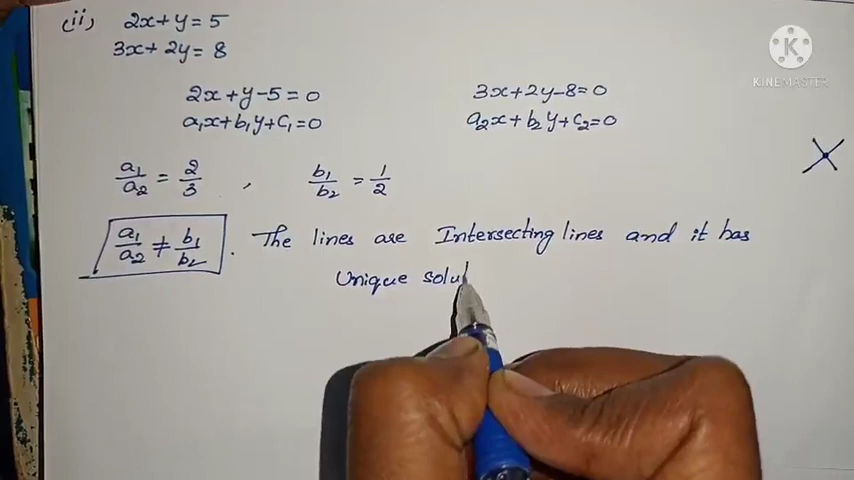 (ii) 2x+y=5
3x+2y=8
2x+y-5=0 3x+2y-8=0
a₁x+b₁y+c₁=0 a₂x+b₂y+c₂=0
a₁/a₂ = 2/3 , b₁/b₂ = 1/2
a₁/a₂ ≠ b₁/b₂ . The lines are Intersecting lines and it has
Unique solu
KINEMASTER